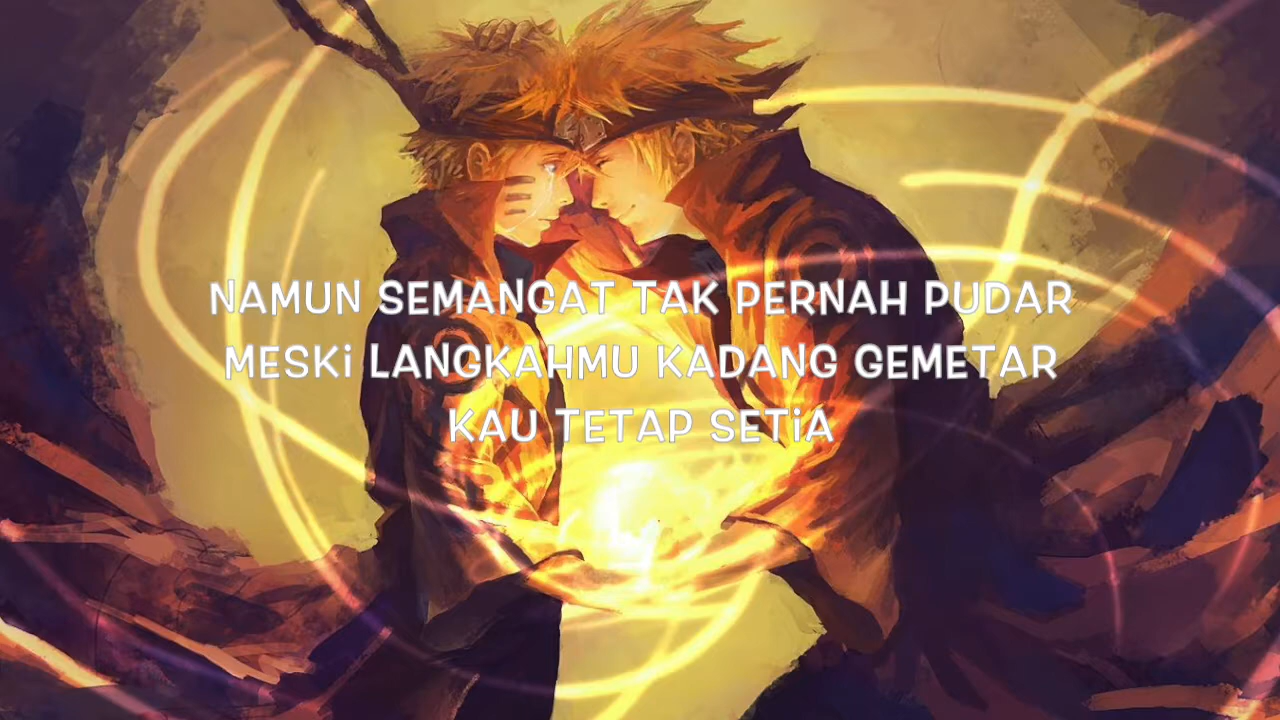 NAMUN SEMANGAT TAK PERNAH PUDAR
MESKi LANGKAHMU KADANG GEMETAR
KAU TETAP SETiA